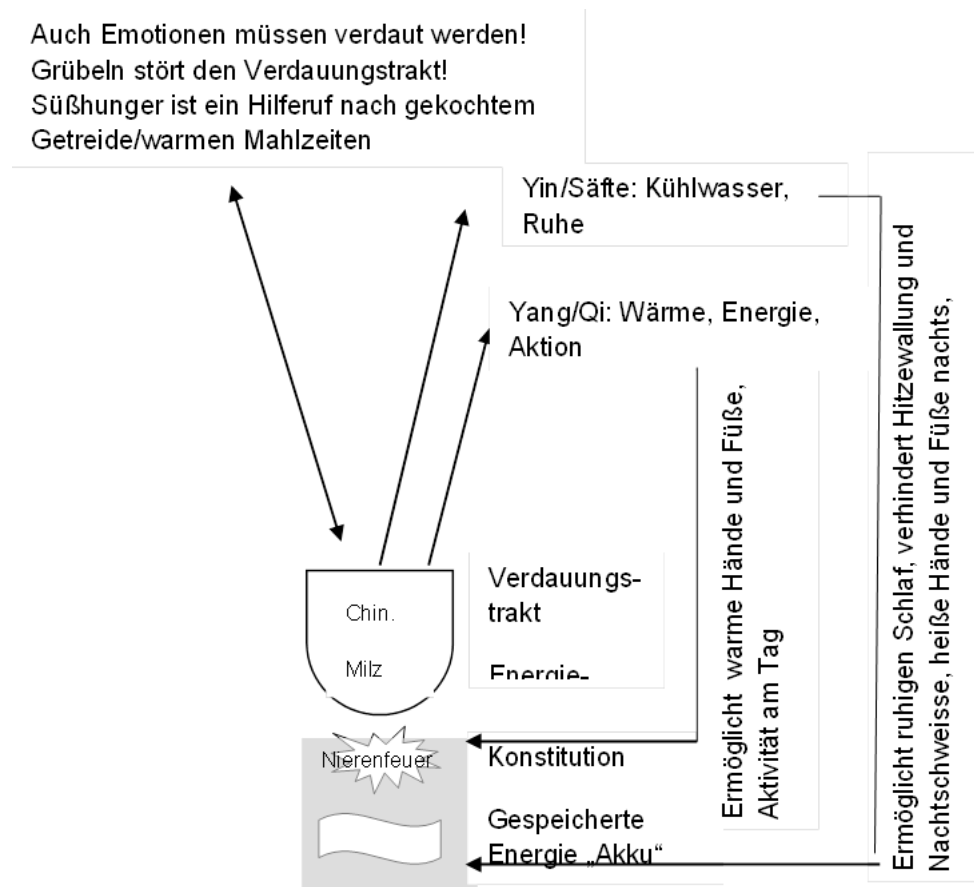 Auch Emotionen müssen verdaut werden!
Grübeln stört den Verdauungstrakt!
Süßhunger ist ein Hilferuf nach gekochtem
Getreide/warmen Mahlzeiten
Yin/Säfte: Kühlwasser,
Ruhe
Yang/Qi: Wärme, Energie,
Aktion
Ermöglicht warme Hände und Füße,
Aktivität am Tag
Ermöglicht ruhigen Schlaf, verhindert Hitzewallung und
Nachtschweisse, heiße Hände und Füße nachts,
Chin.
Milz
Verdauungs-
trakt
Energie-
Nierenfeuer
Konstitution
Gespeicherte
Energie „Akku“